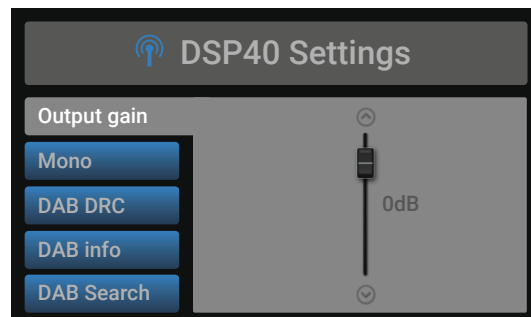 DSP40 Settings
Output gain
Mono
0dB
DAB DRC
DAB info
DAB Search